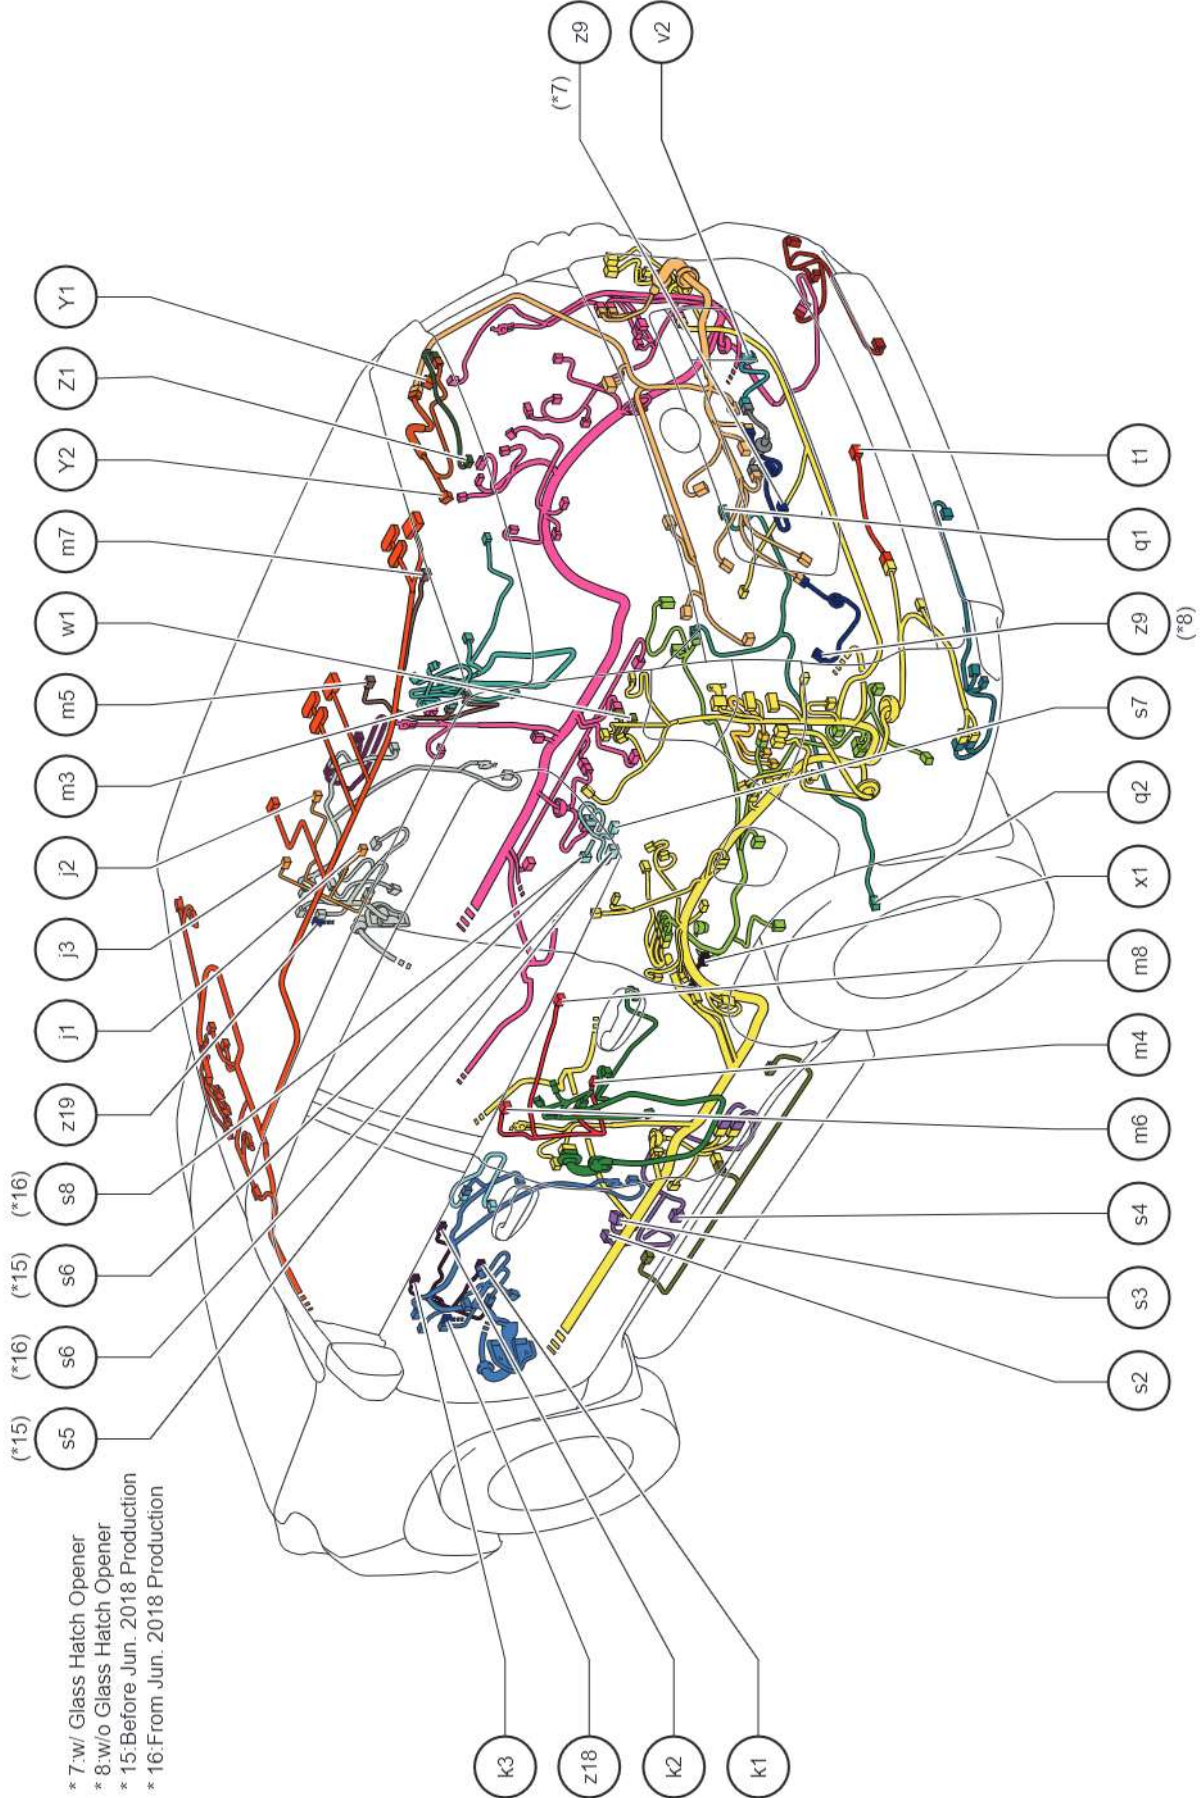 * 7:w/ Glass Hatch Opener
* 8:w/o Glass Hatch Opener
* 15:Before Jun. 2018 Production
* 16:From Jun. 2018 Production
(*15)
s5
(*16)
s6
(*15)
s6
(*16)
s8
z19
j1
j3
j2
m3
m5
w1
m7
Y2
Z1
Y1
k3
z18
k2
k1
(*7)
z9
v2
s2
s3
s4
m6
m4
m8
x1
q2
s7
z9
(*8)
q1
t1